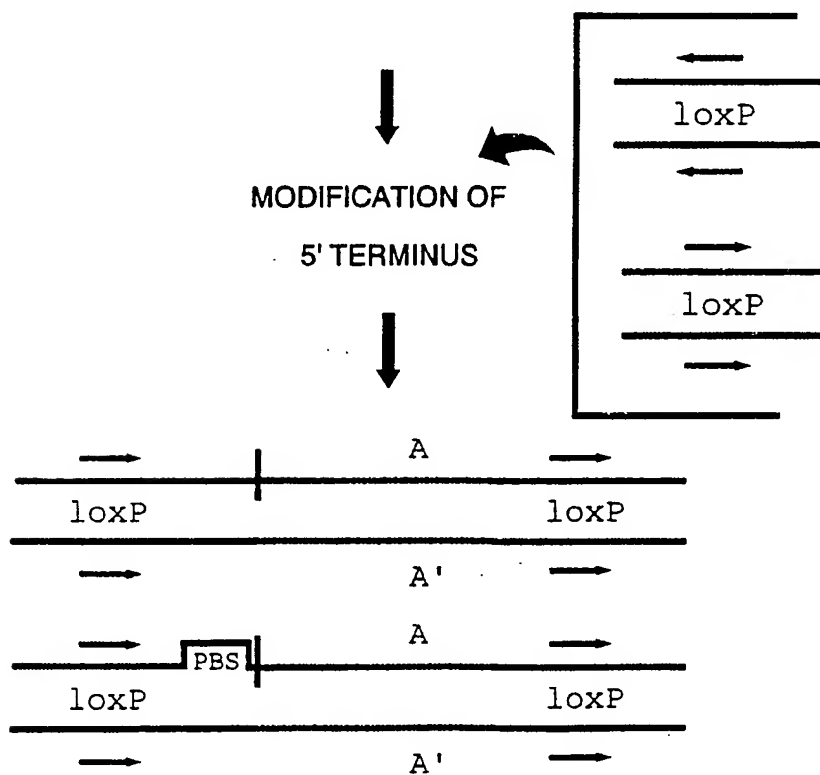 loxP
MODIFICATION OF
5' TERMINUS
loxP
A
loxP loxP
A'
A
PBS
loxP loxP
A'